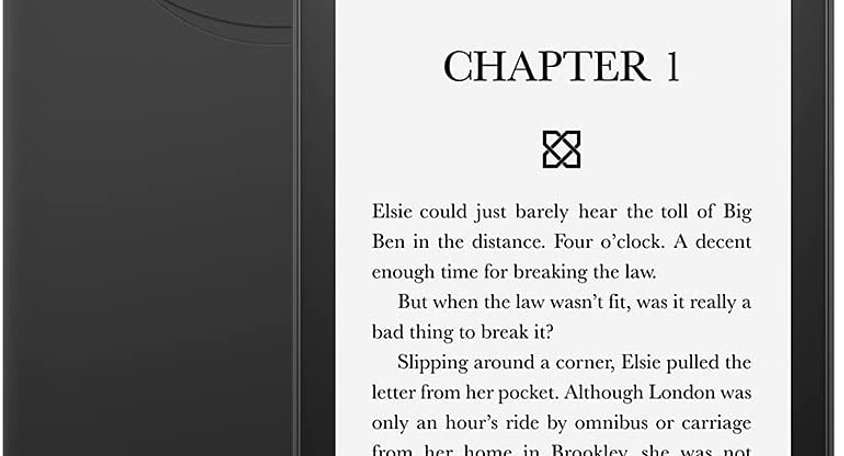 CHAPTER 1
Elsie could just barely hear the toll of Big
Ben in the distance. Four o’clock. A decent
enough time for breaking the law.
But when the law wasn’t fit, was it really a
bad thing to break it?
Slipping around a corner, Elsie pulled the
letter from her pocket. Although London was
only an hour’s ride by omnibus or carriage
from her home in Brookley, she was not